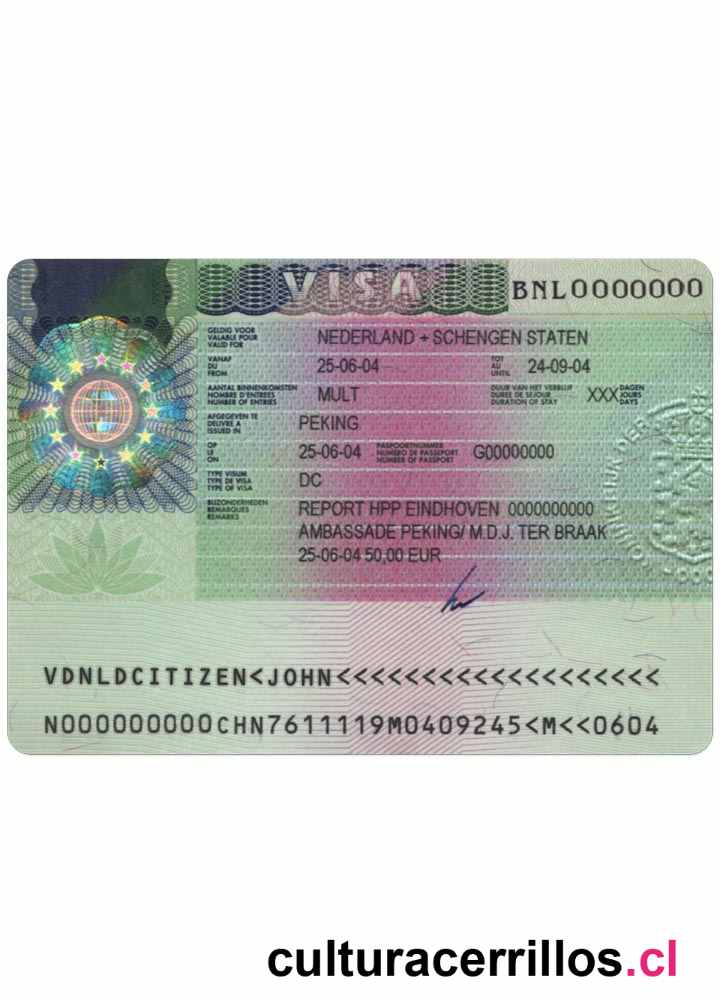 VISA
BNL0000000
GELDIG VOOR
VALABLE POUR
VALID FOR
NEDERLAND + SCHENGEN STATEN
VANAF
DU
FROM
25-06-04
TOT
AU
UNTIL
24-09-04
AANTAL BINNENKOMSTEN
NOMBRE D'ENTREES
NUMBER OF ENTRIES
MULT
DUUR VAN HET VERBLIJF
DUREE DE SEJOUR
DURATION OF STAY
XXX
DAGEN
JOURS
DAYS
AFGEGEVEN TE
DELIVRE A
ISSUED IN
PEKING
OP
LE
ON
25-06-04
PASPOORTNUMMER
NUMERO DE PASSEPORT
NUMBER OF PASSPORT
G00000000
TYPE VISUM
TYPE DE VISA
TYPE OF VISA
DC
BIJZONDERHEDEN
REMARQUES
REMARKS
REPORT HPP EINDHOVEN 0000000000
AMBASSADE PEKING/ M.D.J. TER BRAAK
25-06-04 50,00 EUR
VDNLDCITIZEN<JOHN<<<<<<<<<<<<<<<<<<<
N000000000CHN7611119M0409245<M<<0604
culturacerrillos.cl